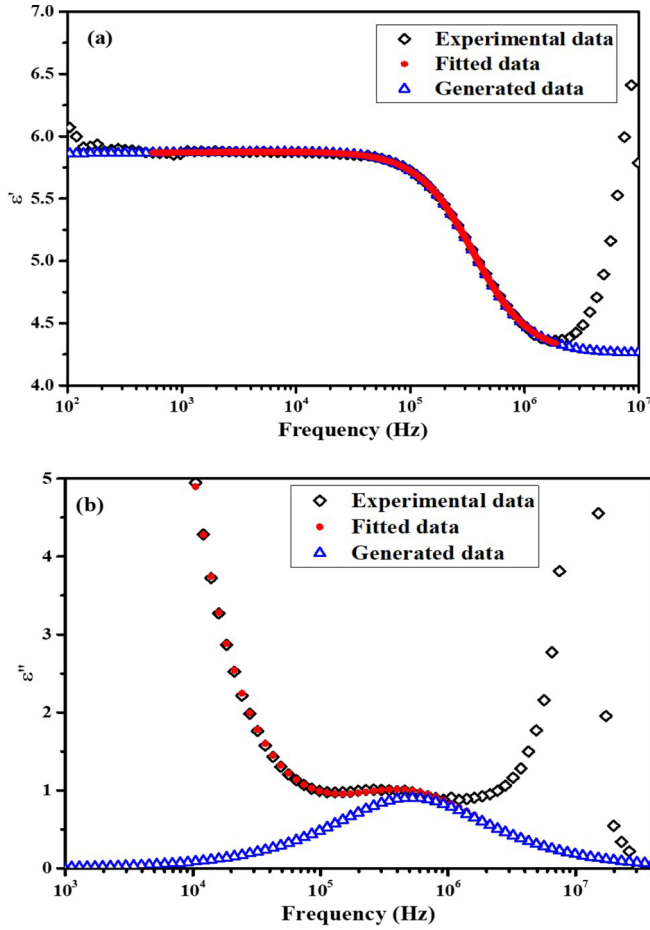 7.0
(a)
Experimental data
Fitted data
Generated data
6.5
6.0
5.5
ε'
5.0
4.5
4.0
10² 10³ 10⁴ 10⁵ 10⁶ 10⁷
Frequency (Hz)
5
(b)
Experimental data
Fitted data
Generated data
4
3
ε"
2
1
0
10³ 10⁴ 10⁵ 10⁶ 10⁷
Frequency (Hz)